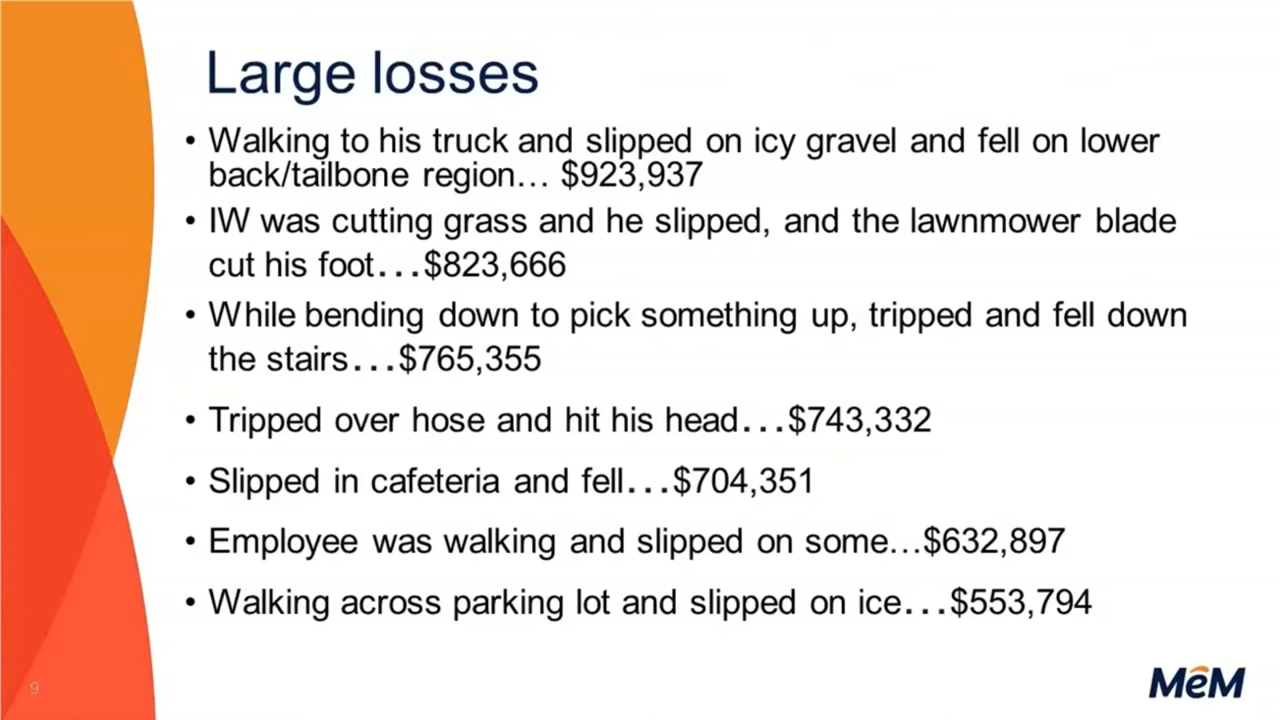 Large losses
• Walking to his truck and slipped on icy gravel and fell on lower
back/tailbone region… $923,937
• IW was cutting grass and he slipped, and the lawnmower blade
cut his foot…$823,666
• While bending down to pick something up, tripped and fell down
the stairs…$765,355
• Tripped over hose and hit his head…$743,332
• Slipped in cafeteria and fell…$704,351
• Employee was walking and slipped on some…$632,897
• Walking across parking lot and slipped on ice…$553,794
9
MeM